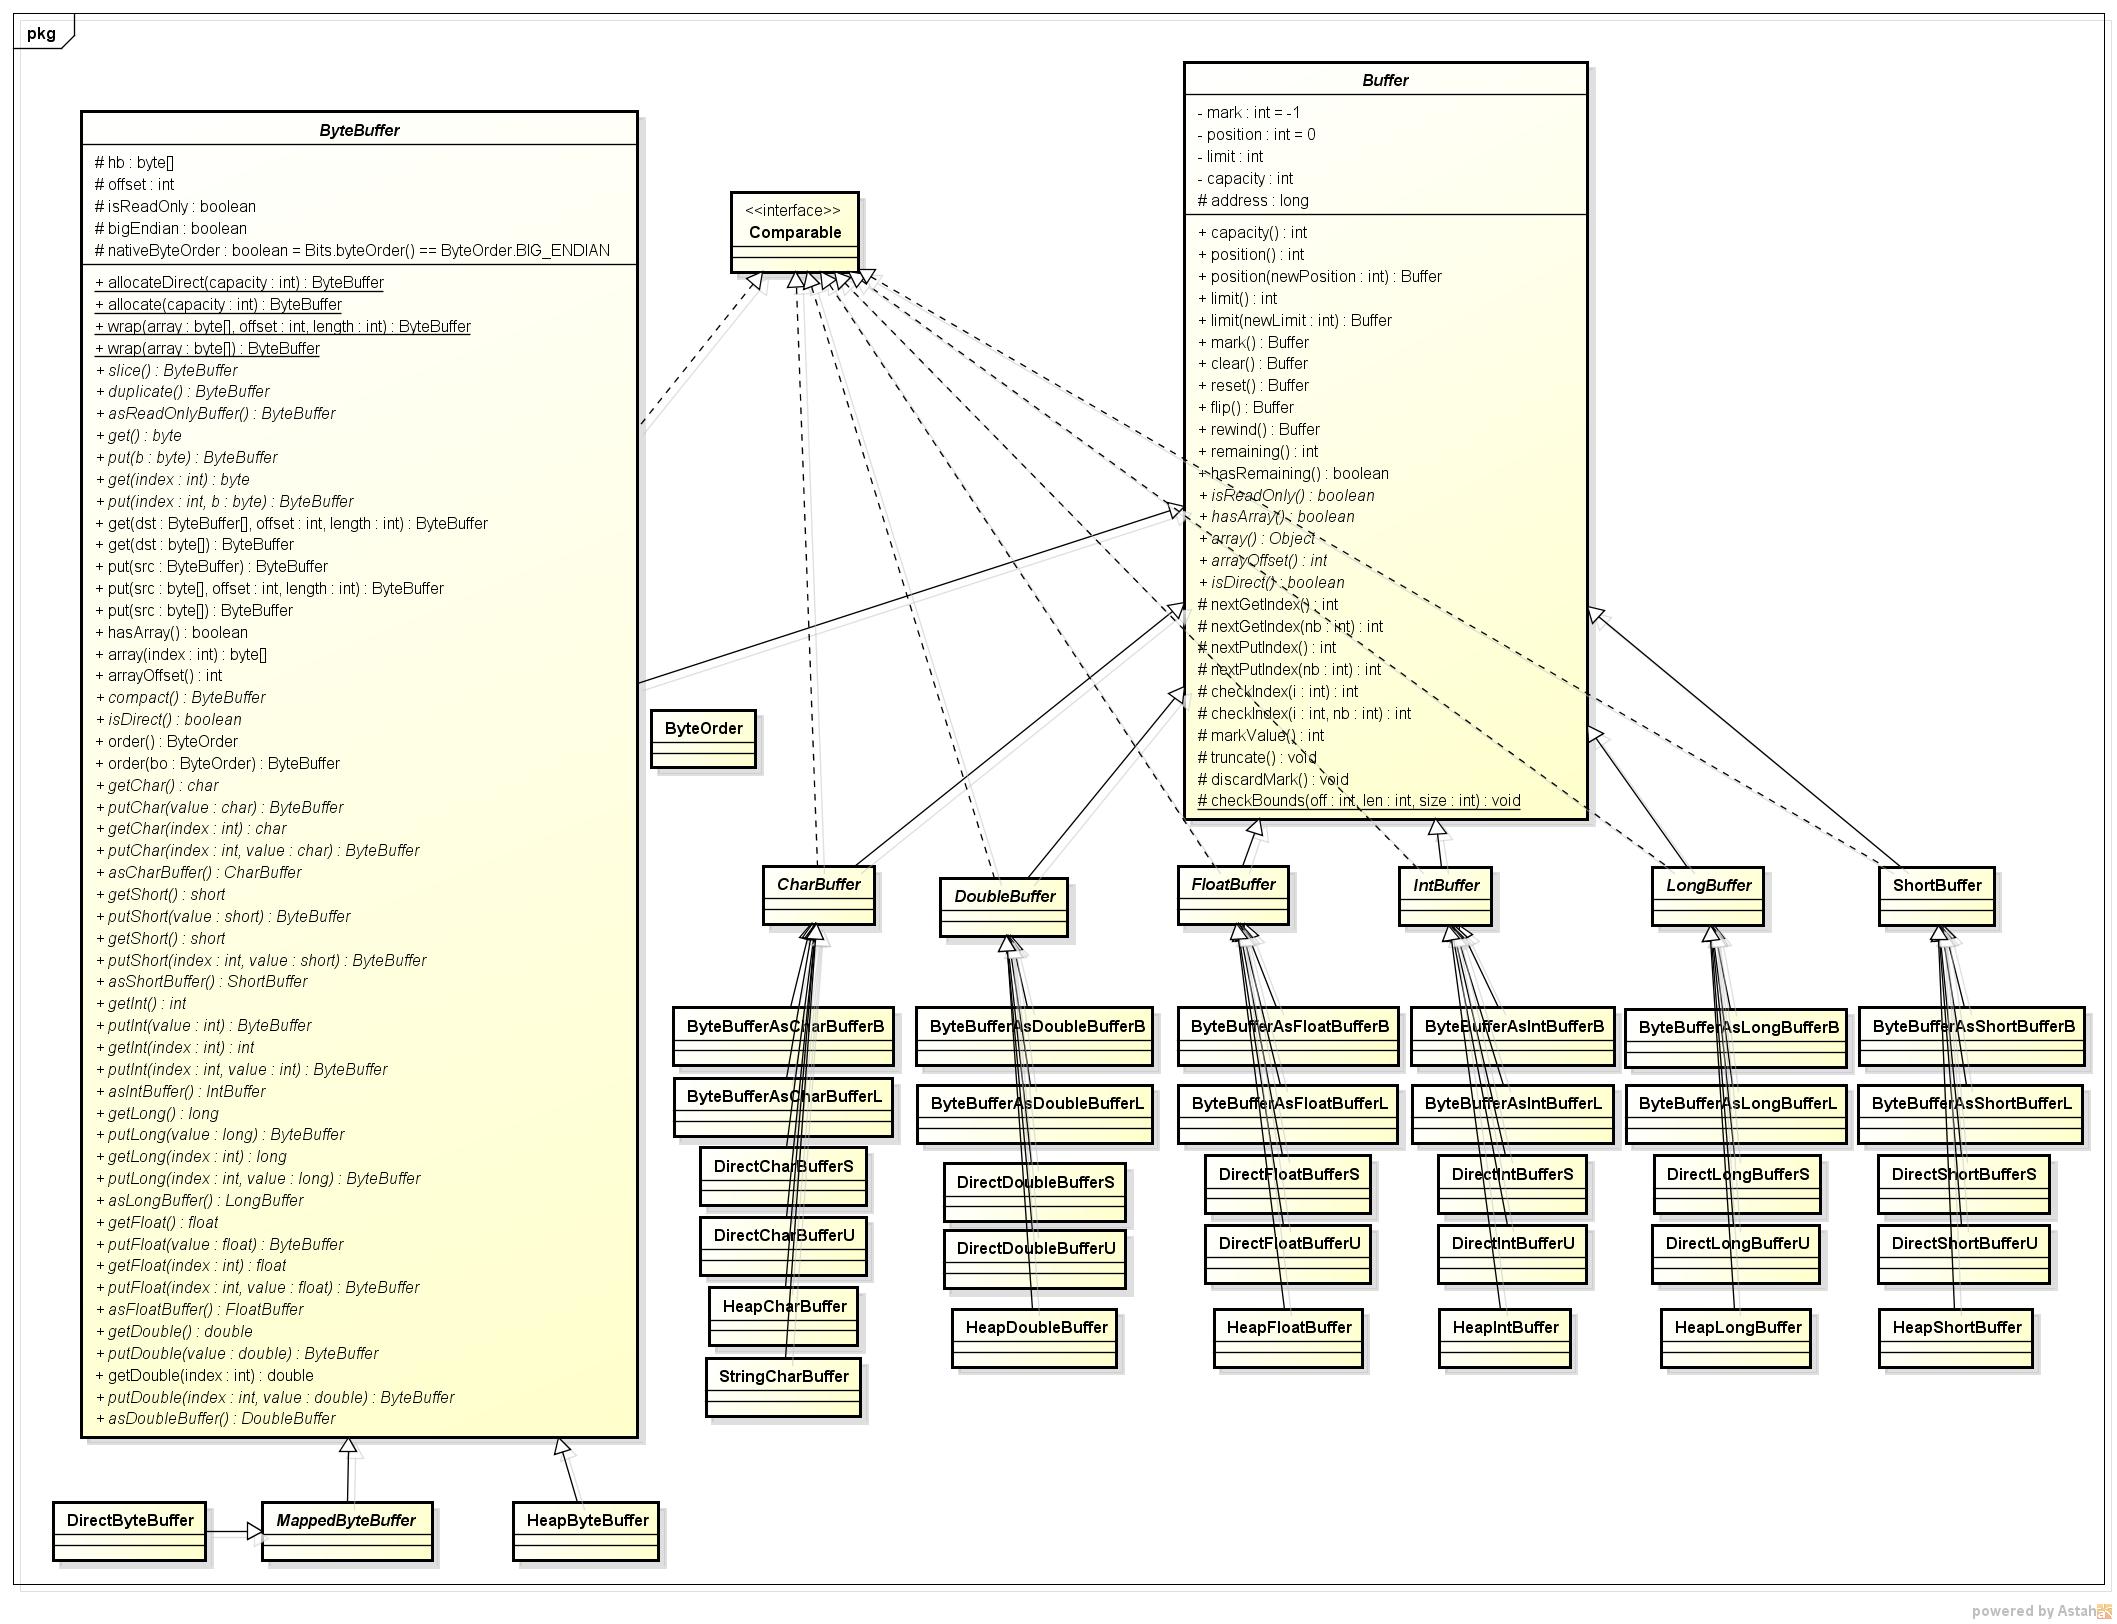 pkg
ByteBuffer
# hb : byte[]
# offset : int
# isReadOnly : boolean
# bigEndian : boolean
# nativeByteOrder : boolean = Bits.byteOrder() == ByteOrder.BIG_ENDIAN
+ allocateDirect(capacity : int) : ByteBuffer
+ allocate(capacity : int) : ByteBuffer
+ wrap(array : byte[], offset : int, length : int) : ByteBuffer
+ wrap(array : byte[]) : ByteBuffer
+ slice() : ByteBuffer
+ duplicate() : ByteBuffer
+ asReadOnlyBuffer() : ByteBuffer
+ get() : byte
+ put(b : byte) : ByteBuffer
+ get(index : int) : byte
+ put(index : int, b : byte) : ByteBuffer
+ get(dst : ByteBuffer[], offset : int, length : int) : ByteBuffer
+ get(dst : byte[]) : ByteBuffer
+ put(src : ByteBuffer) : ByteBuffer
+ put(src : byte[], offset : int, length : int) : ByteBuffer
+ put(src : byte[]) : ByteBuffer
+ hasArray() : boolean
+ array(index : int) : byte[]
+ arrayOffset() : int
+ compact() : ByteBuffer
+ isDirect() : boolean
+ order() : ByteOrder
+ order(bo : ByteOrder) : ByteBuffer
+ getChar() : char
+ putChar(value : char) : ByteBuffer
+ getChar(index : int) : char
+ putChar(index : int, value : char) : ByteBuffer
+ asCharBuffer() : CharBuffer
+ getShort() : short
+ putShort(value : short) : ByteBuffer
+ getShort() : short
+ putShort(index : int, value : short) : ByteBuffer
+ asShortBuffer() : ShortBuffer
+ getInt() : int
+ putInt(value : int) : ByteBuffer
+ getInt(index : int) : int
+ putInt(index : int, value : int) : ByteBuffer
+ asIntBuffer() : IntBuffer
+ getLong() : long
+ putLong(value : long) : ByteBuffer
+ getLong(index : int) : long
+ putLong(index : int, value : long) : ByteBuffer
+ asLongBuffer() : LongBuffer
+ getFloat() : float
+ putFloat(value : float) : ByteBuffer
+ getFloat(index : int) : float
+ putFloat(index : int, value : float) : ByteBuffer
+ asFloatBuffer() : FloatBuffer
+ getDouble() : double
+ putDouble(value : double) : ByteBuffer
+ getDouble(index : int) : double
+ putDouble(index : int, value : double) : ByteBuffer
+ asDoubleBuffer() : DoubleBuffer
<<interface>>
Comparable
Buffer
- mark : int = -1
- position : int = 0
- limit : int
- capacity : int
# address : long
+ capacity() : int
+ position() : int
+ position(newPosition : int) : Buffer
+ limit() : int
+ limit(newLimit : int) : Buffer
+ mark() : Buffer
+ clear() : Buffer
+ reset() : Buffer
+ flip() : Buffer
+ rewind() : Buffer
+ remaining() : int
+ hasRemaining() : boolean
+ isReadOnly() : boolean
+ hasArray() : boolean
+ array() : Object
+ arrayOffset() : int
+ isDirect() : boolean
# nextGetIndex() : int
# nextGetIndex(nb : int) : int
# nextPutIndex() : int
# nextPutIndex(nb : int) : int
# checkIndex(i : int) : int
# checkIndex(i : int, nb : int) : int
# markValue() : int
# truncate() : void
# discardMark() : void
# checkBounds(off : int, len : int, size : int) : void
ByteOrder
CharBuffer
DoubleBuffer
FloatBuffer
IntBuffer
LongBuffer
ShortBuffer
ByteBufferAsCharBufferB
ByteBufferAsDoubleBufferB
ByteBufferAsFloatBufferB
ByteBufferAsIntBufferB
ByteBufferAsLongBufferB
ByteBufferAsShortBufferB
ByteBufferAsCharBufferL
ByteBufferAsDoubleBufferL
ByteBufferAsFloatBufferL
ByteBufferAsIntBufferL
ByteBufferAsLongBufferL
ByteBufferAsShortBufferL
DirectCharBufferS
DirectDoubleBufferS
DirectFloatBufferS
DirectIntBufferS
DirectLongBufferS
DirectShortBufferS
DirectCharBufferU
DirectDoubleBufferU
DirectFloatBufferU
DirectIntBufferU
DirectLongBufferU
DirectShortBufferU
HeapCharBuffer
HeapDoubleBuffer
HeapFloatBuffer
HeapIntBuffer
HeapLongBuffer
HeapShortBuffer
StringCharBuffer
DirectByteBuffer
MappedByteBuffer
HeapByteBuffer
powered by Astah